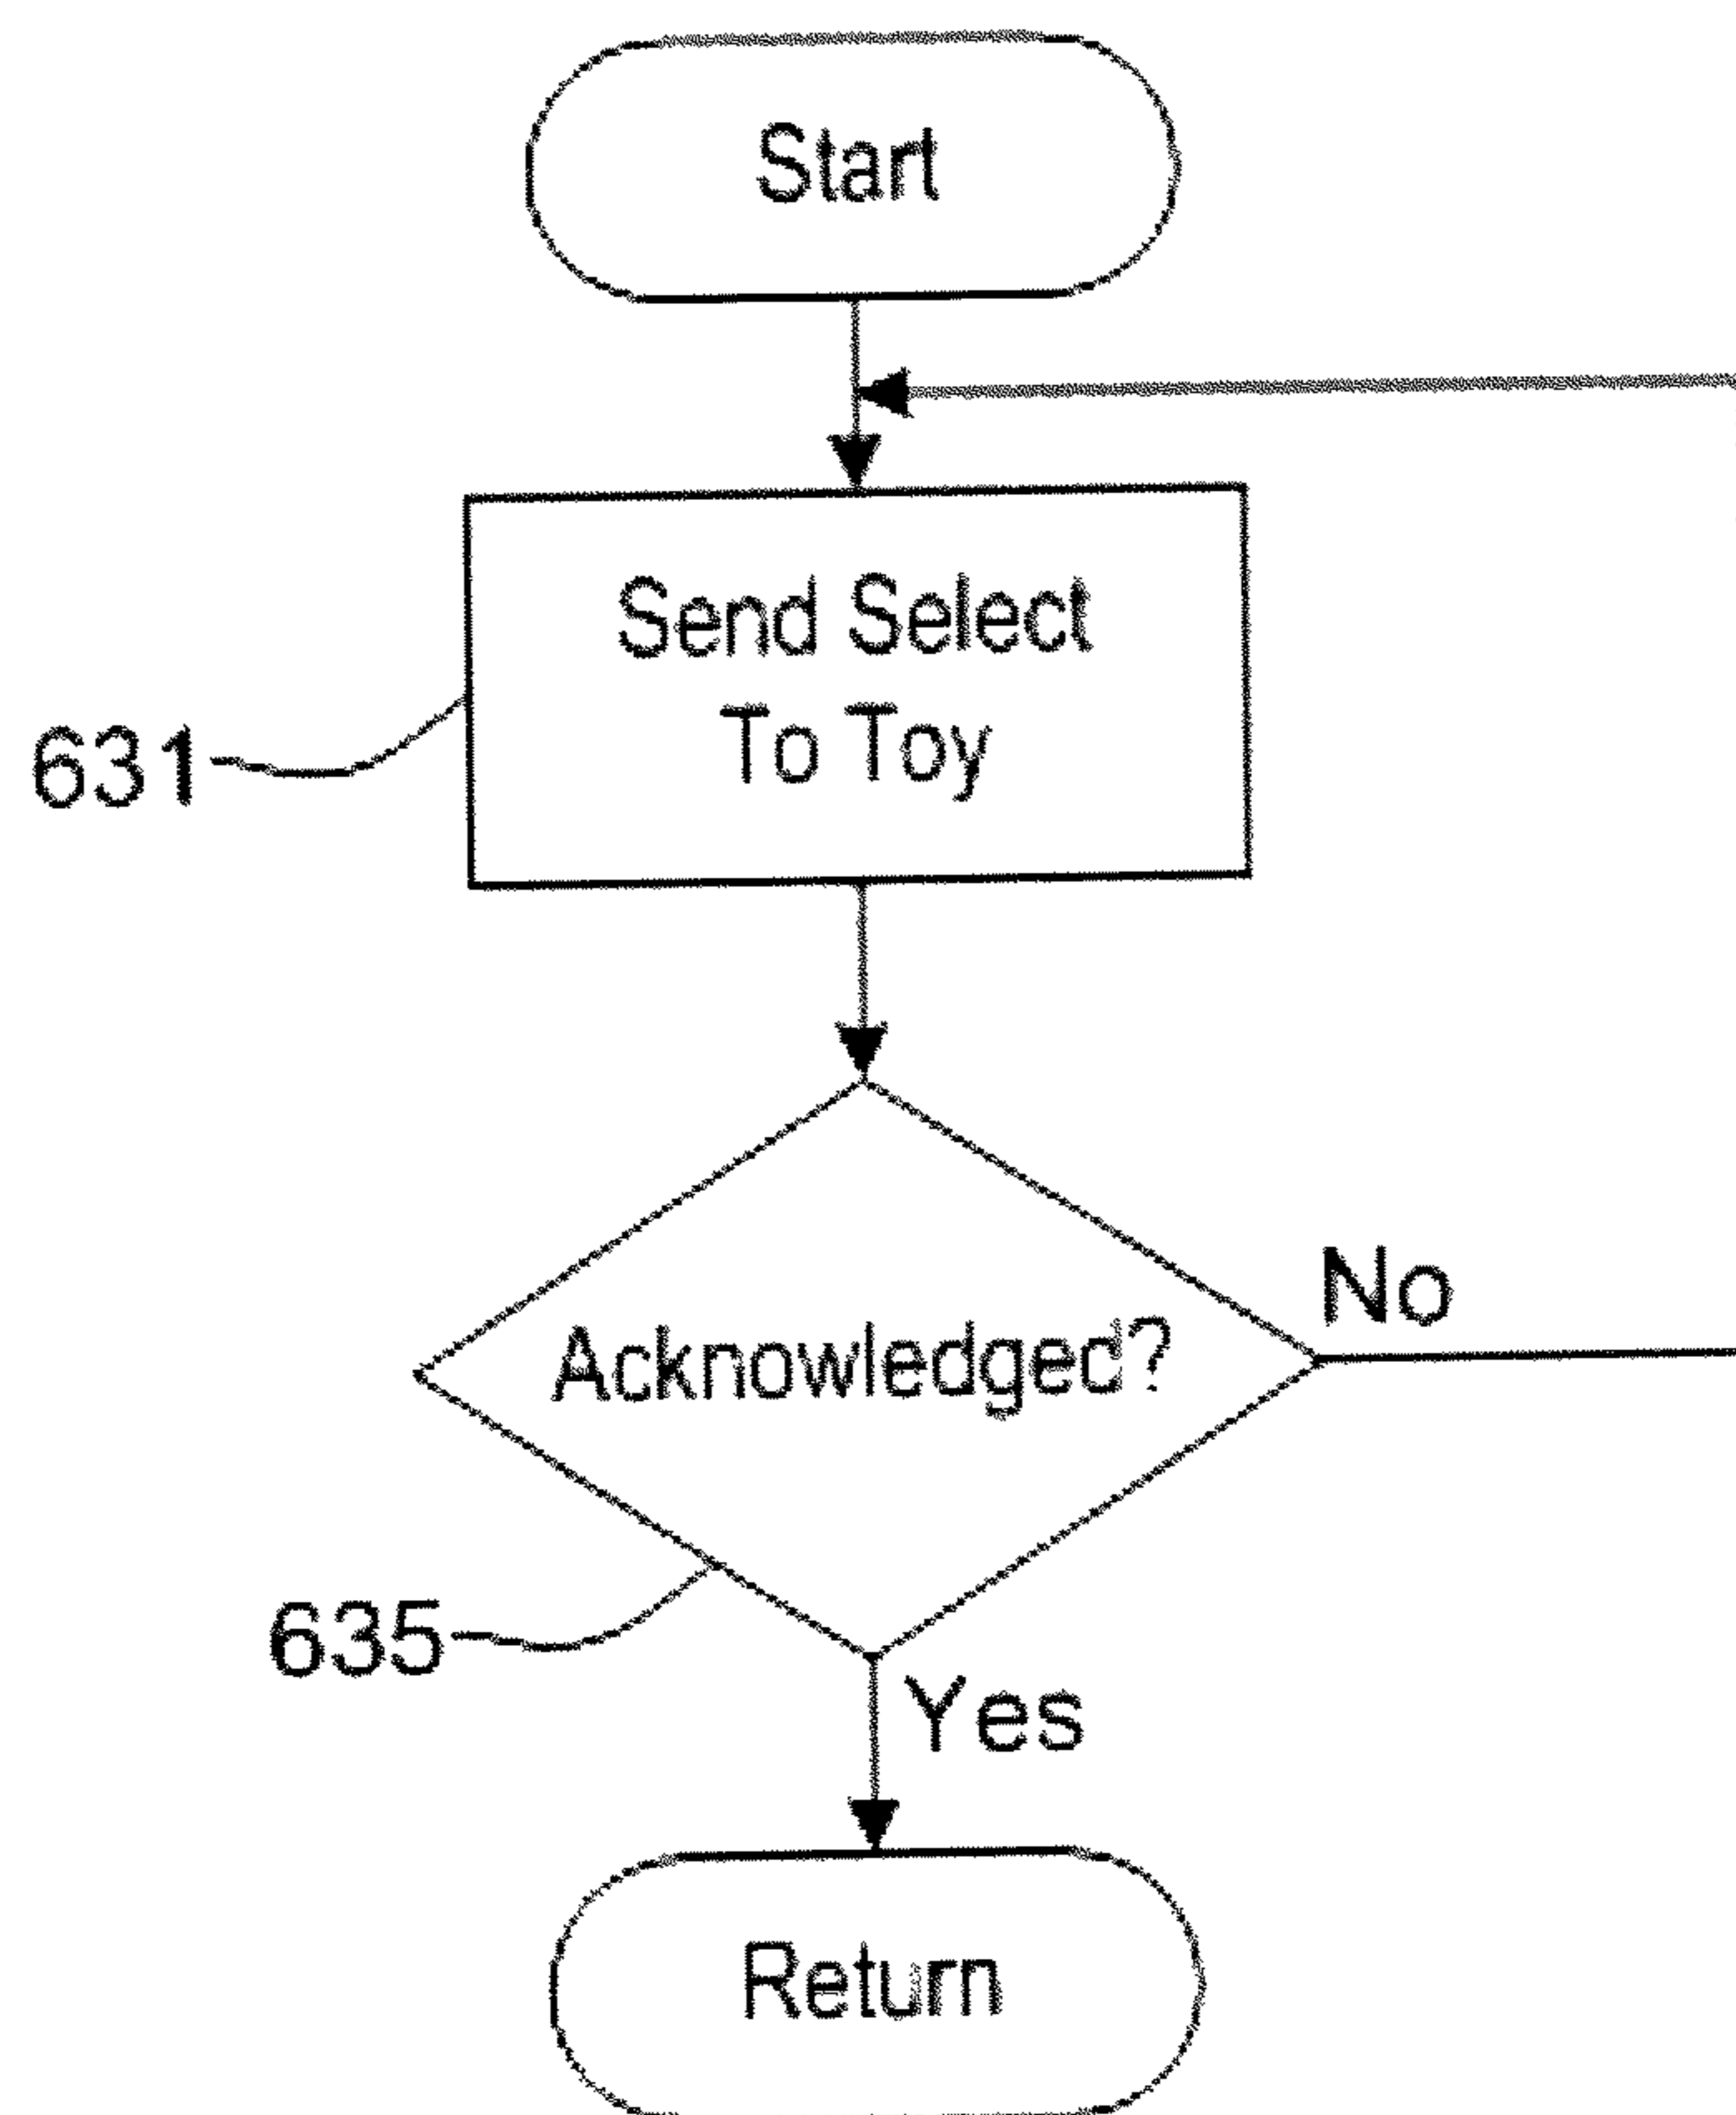 Start
Send Select
To Toy
631
Acknowledged?
No
635
Yes
Return